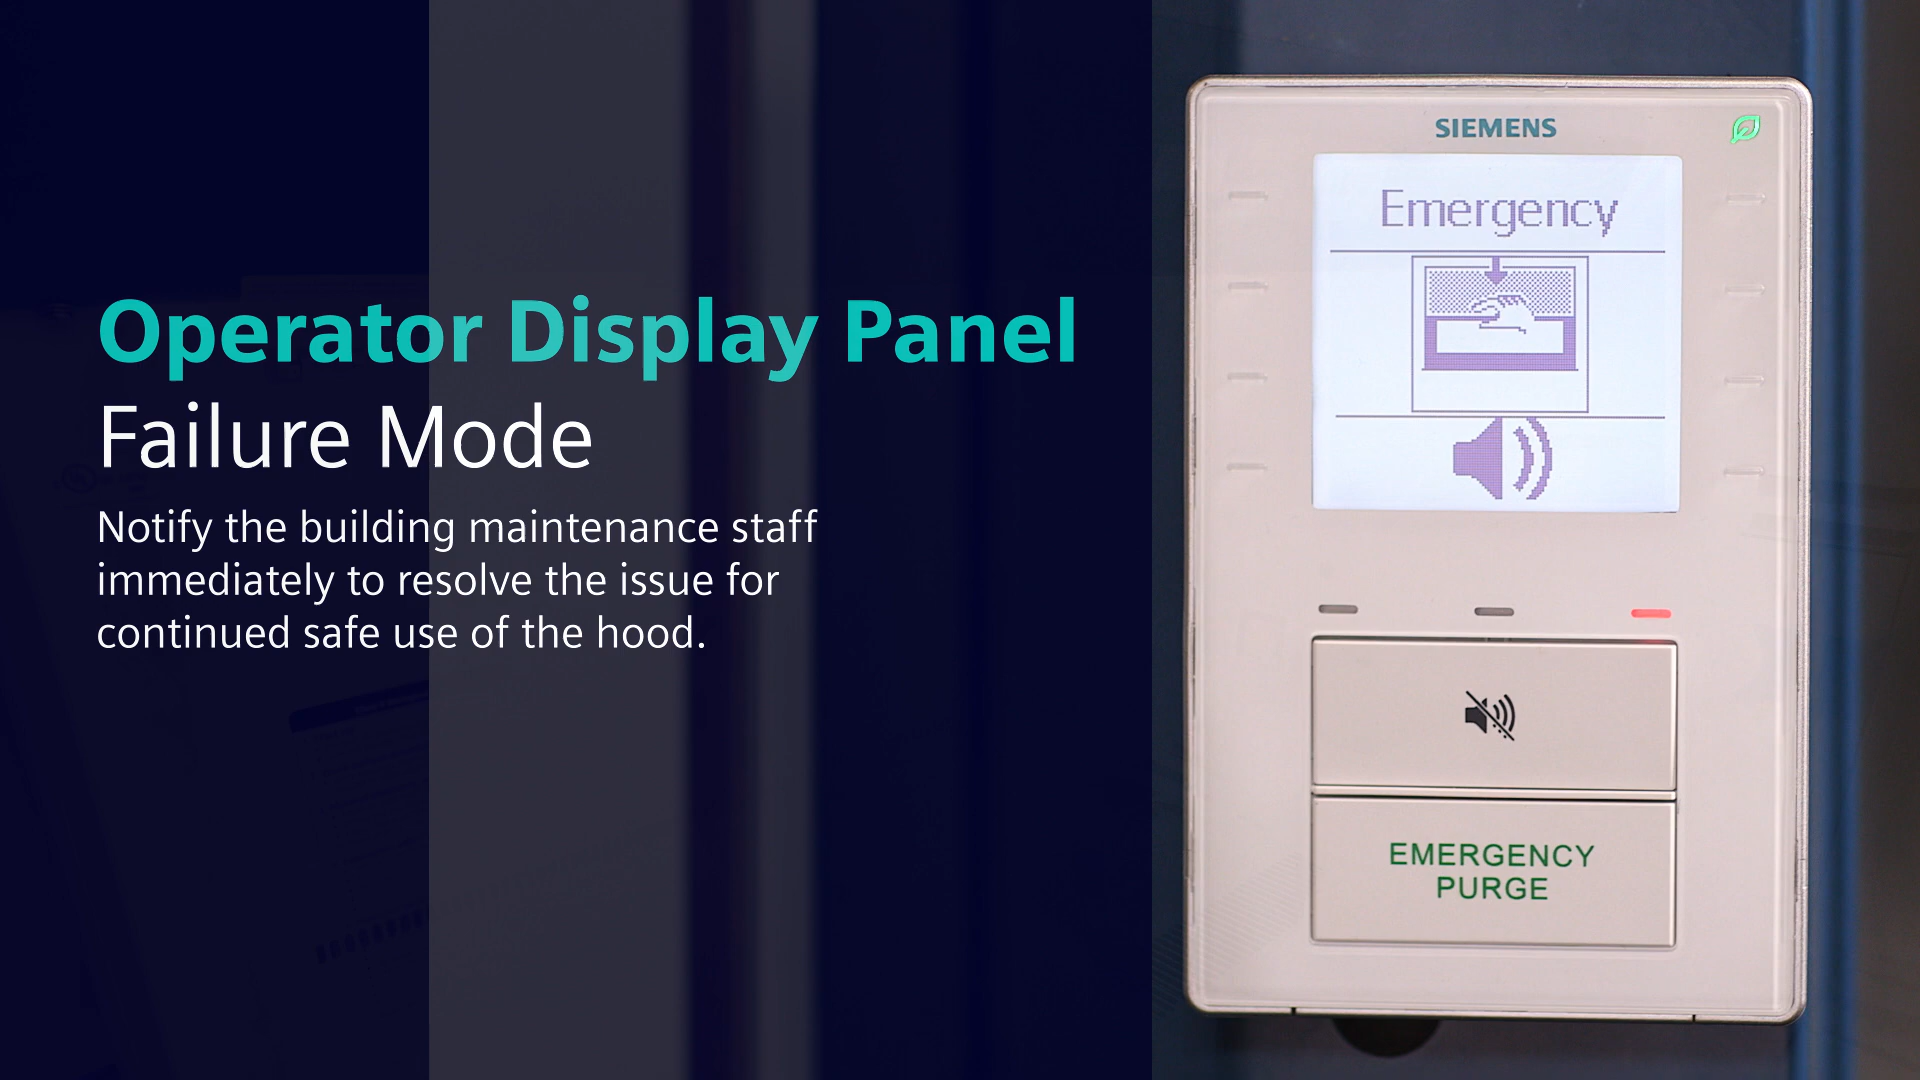 Operator Display Panel
Failure Mode
Notify the building maintenance staff
immediately to resolve the issue for
continued safe use of the hood.
SIEMENS
Emergency
EMERGENCY
PURGE